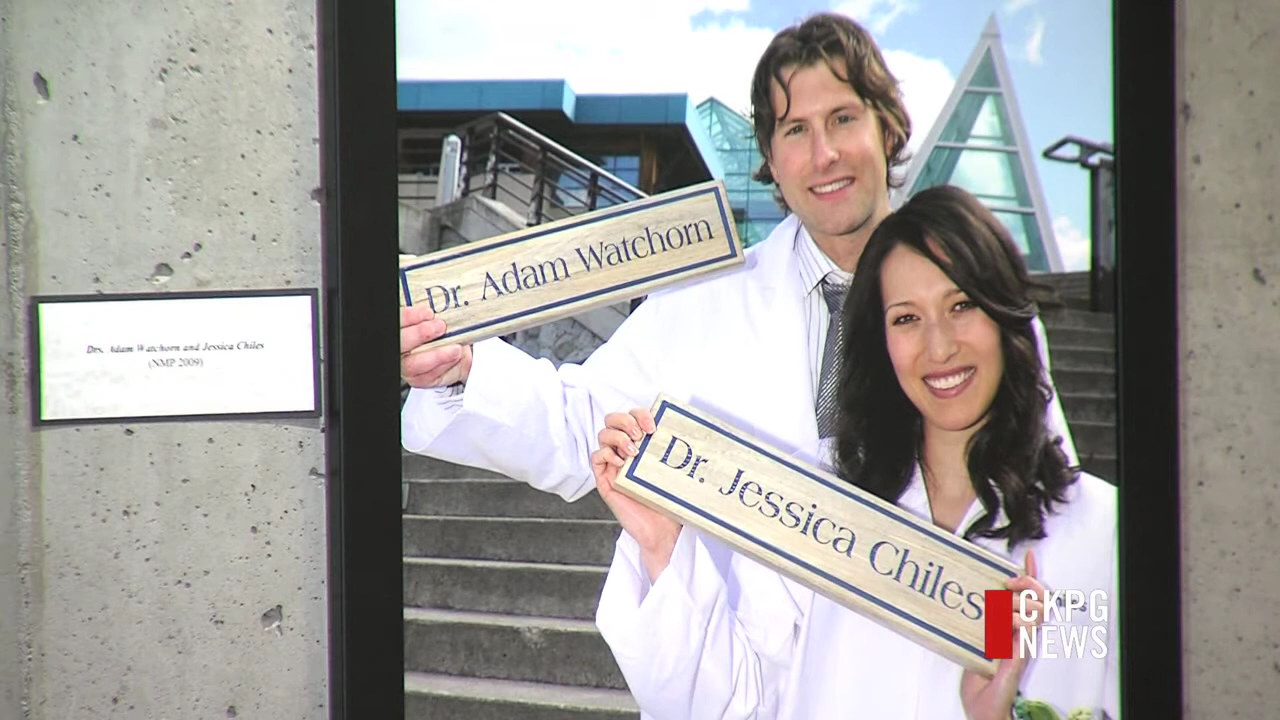 Drs. Adam Watchorn and Jessica Chiles
(NMP 2009)
Dr. Adam Watchorn
Dr. Jessica Chiles
CKPG
NEWS